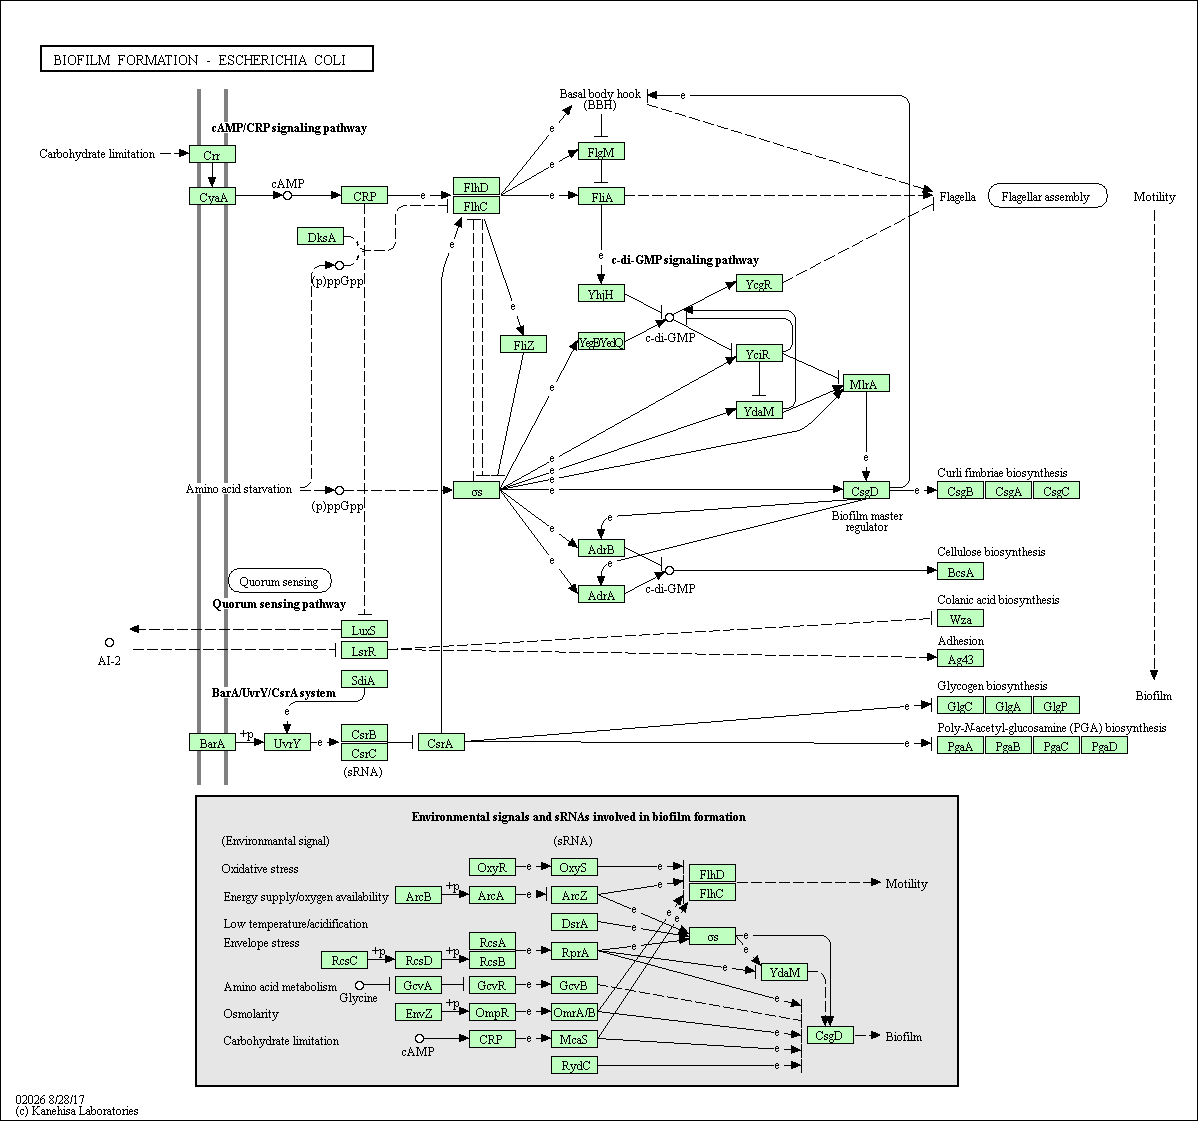 BIOFILM FORMATION - ESCHERICHIA COLI
Basal body hook
(BBH)
e
cAMP/CRP signaling pathway
e
Carbohydrate limitation
Crr
FlgM
e
cAMP
CyaA
CRP
e
FlhD
FlhC
e
FliA
Flagella
Flagellar assembly
Motility
DksA
e
(p)ppGpp
e
c-di-GMP signaling pathway
YcgR
YhjH
e
FliZ
YegE
YedQ
c-di-GMP
YciR
e
MlrA
YdaM
e
e
e
e
e
Amino acid starvation
(p)ppGpp
σs
CsgD
e
Curli fimbriae biosynthesis
CsgB
CsgA
CsgC
Biofilm master
regulator
e
e
AdrB
e
e
AdrA
c-di-GMP
Cellulose biosynthesis
BcsA
Quorum sensing
Quorum sensing pathway
Colanic acid biosynthesis
Wza
LuxS
AI-2
LsrR
Adhesion
Ag43
SdiA
BarA/UvrY/CsrA system
e
Glycogen biosynthesis
Biofilm
e
GlgC
GlgA
GlgP
BarA
+p
UvrY
e
CsrB
CsrC
(sRNA)
CsrA
Poly-N-acetyl-glucosamine (PGA) biosynthesis
e
PgaA
PgaB
PgaC
PgaD
Environmental signals and sRNAs involved in biofilm formation
(Environmantal signal)
(sRNA)
Oxidative stress
OxyR
e
OxyS
e
FlhD
FlhC
Motility
Energy supply/oxygen availability
ArcB
+p
ArcA
e
ArcZ
e
e
e
e
Low temperature/acidification
DsrA
e
σs
e
Envelope stress
RcsC
+p
RcsD
+p
RcsA
RcsB
e
RprA
e
e
e
YdaM
Amino acid metabolism
Glycine
GcvA
GcvR
GcvB
e
Osmolarity
EnvZ
+p
OmpR
e
OmrA/B
e
CsgD
Biofilm
Carbohydrate limitation
cAMP
CRP
e
McaS
e
RydC
e
02026 8/28/17
(c) Kanehisa Laboratories